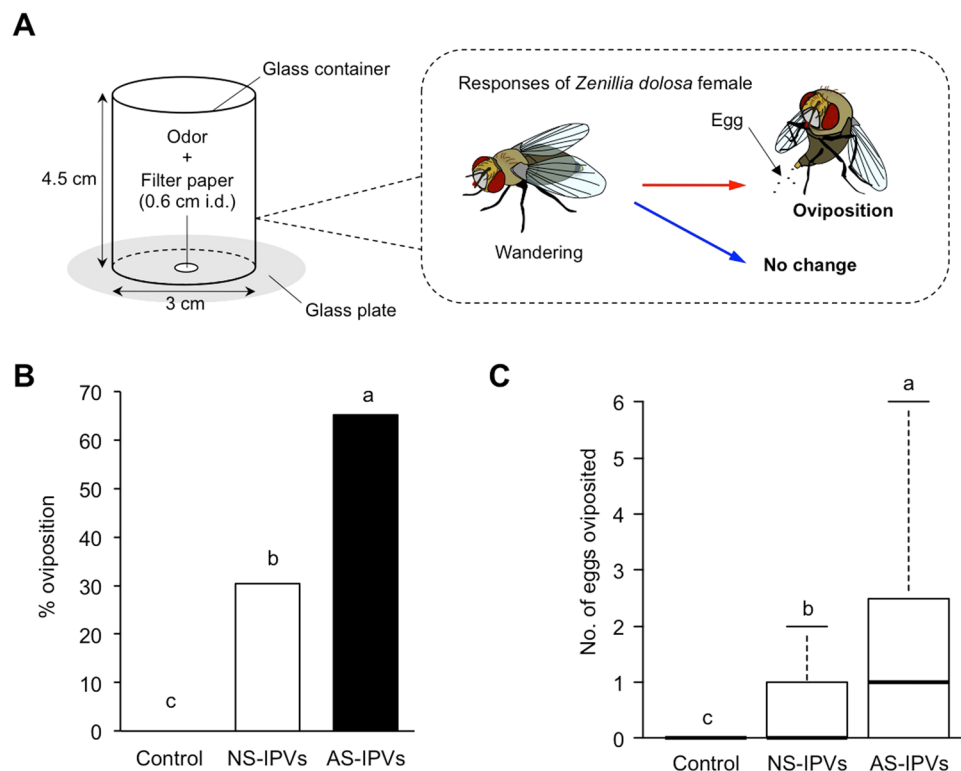 A
Glass container
Odor
+
Filter paper
(0.6 cm i.d.)
4.5 cm
3 cm
Glass plate
Responses of Zenillia dolosa female
Egg
Wandering
Oviposition
No change
B
% oviposition
70
60
50
40
30
20
10
0
c
b
a
Control NS-IPVs AS-IPVs
C
No. of eggs oviposited
6
5
4
3
2
1
0
c
b
a
Control NS-IPVs AS-IPVs